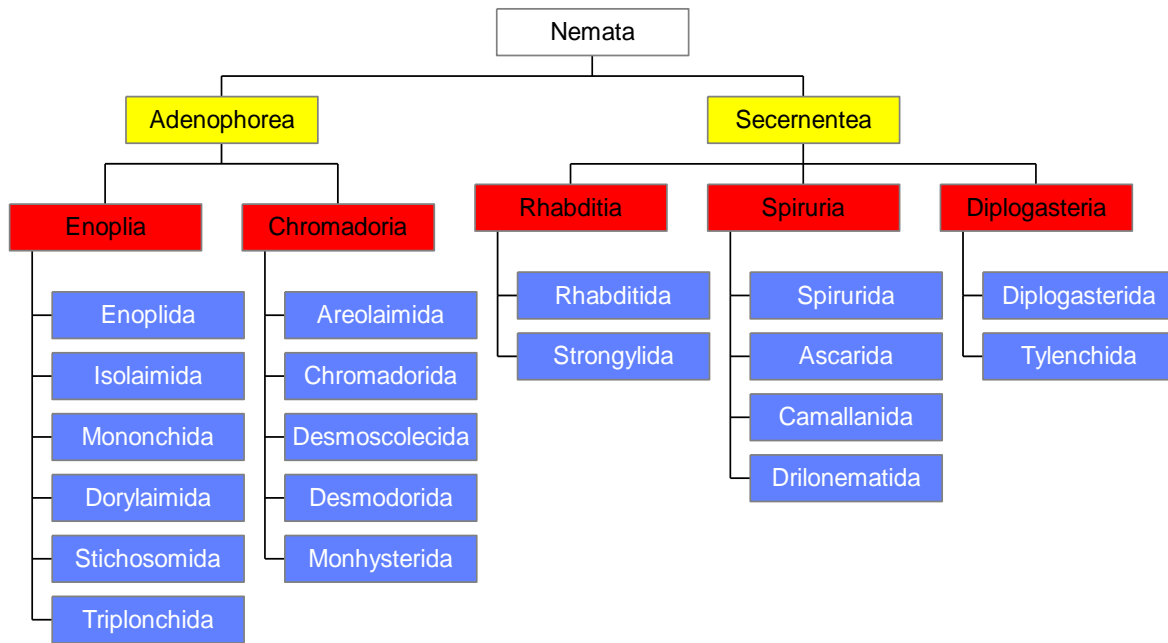 Nemata
Adenophorea
Secernentea
Enoplia
Chromadoria
Rhabditia
Spiruria
Diplogasteria
Enoplida
Isolaimida
Mononchida
Dorylaimida
Stichosomida
Triplonchida
Areolaimida
Chromadorida
Desmoscolecida
Desmodorida
Monhysterida
Rhabditida
Strongylida
Spirurida
Ascarida
Camallanida
Drilonematida
Diplogasterida
Tylenchida